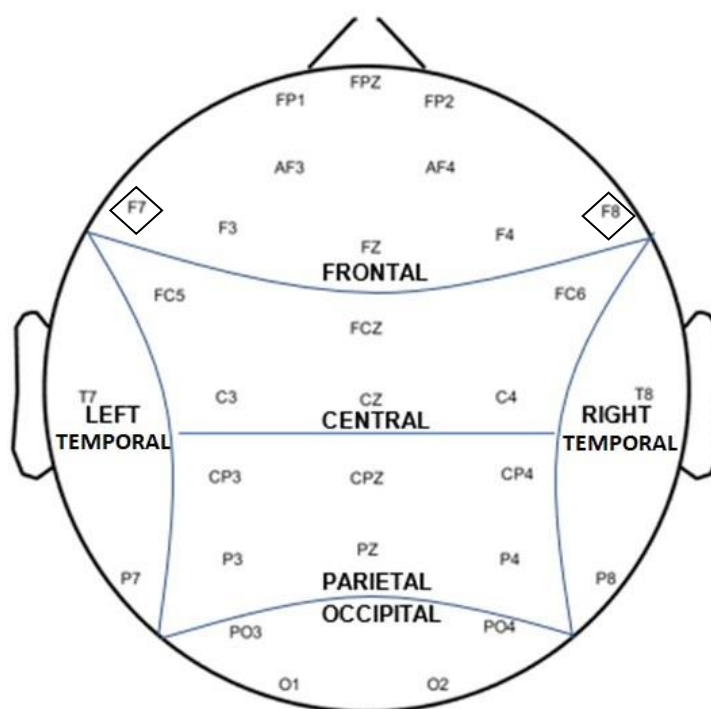 FPZ
FP1 FP2
AF3 AF4
F7 F8
F3 F4
FZ
FRONTAL
FC5 FC6
FCZ
T7 C3 CZ C4 T8
LEFT CENTRAL RIGHT
TEMPORAL TEMPORAL
CP3 CPZ CP4
P3 PZ P4
P7 PARIETAL P8
OCCIPITAL
PO3 PO4
O1 O2